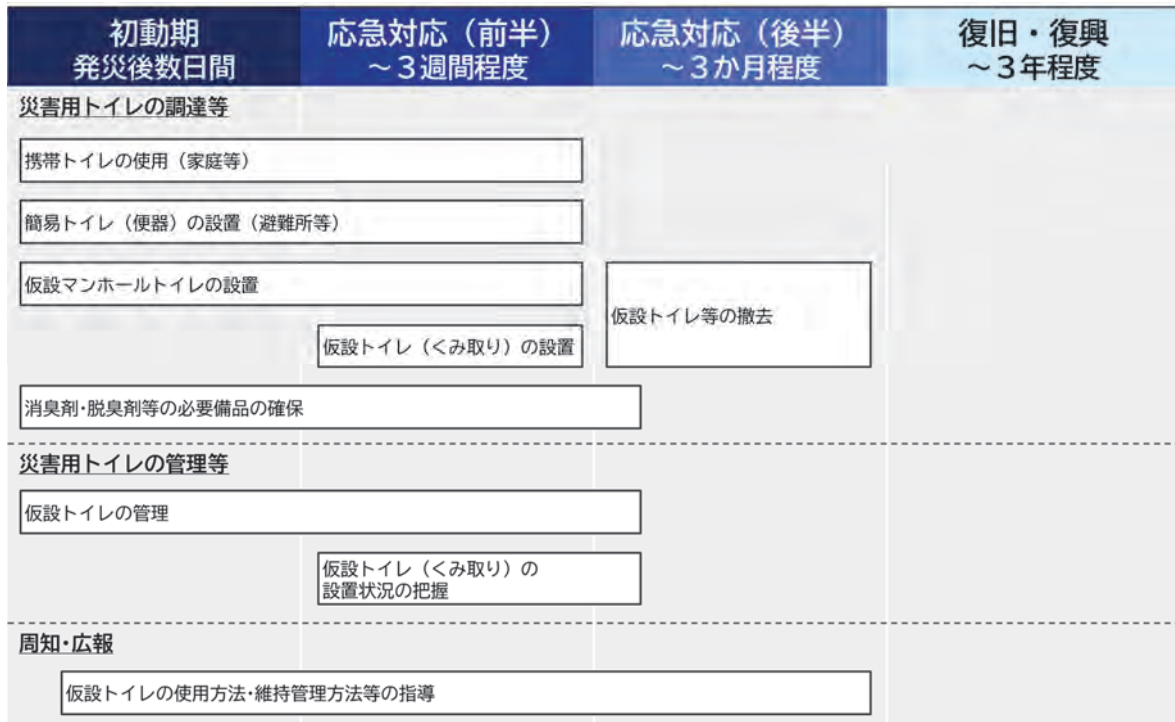 初動期
発災後数日間
応急対応（前半）
～３週間程度
応急対応（後半）
～３か月程度
復旧・復興
～３年程度
災害用トイレの調達等
携帯トイレの使用（家庭等）
簡易トイレ（便器）の設置（避難所等）
仮設マンホールトイレの設置
仮設トイレ等の撤去
仮設トイレ（くみ取り）の設置
消臭剤･脱臭剤等の必要備品の確保
災害用トイレの管理等
仮設トイレの管理
仮設トイレ（くみ取り）の
設置状況の把握
周知･広報
仮設トイレの使用方法･維持管理方法等の指導